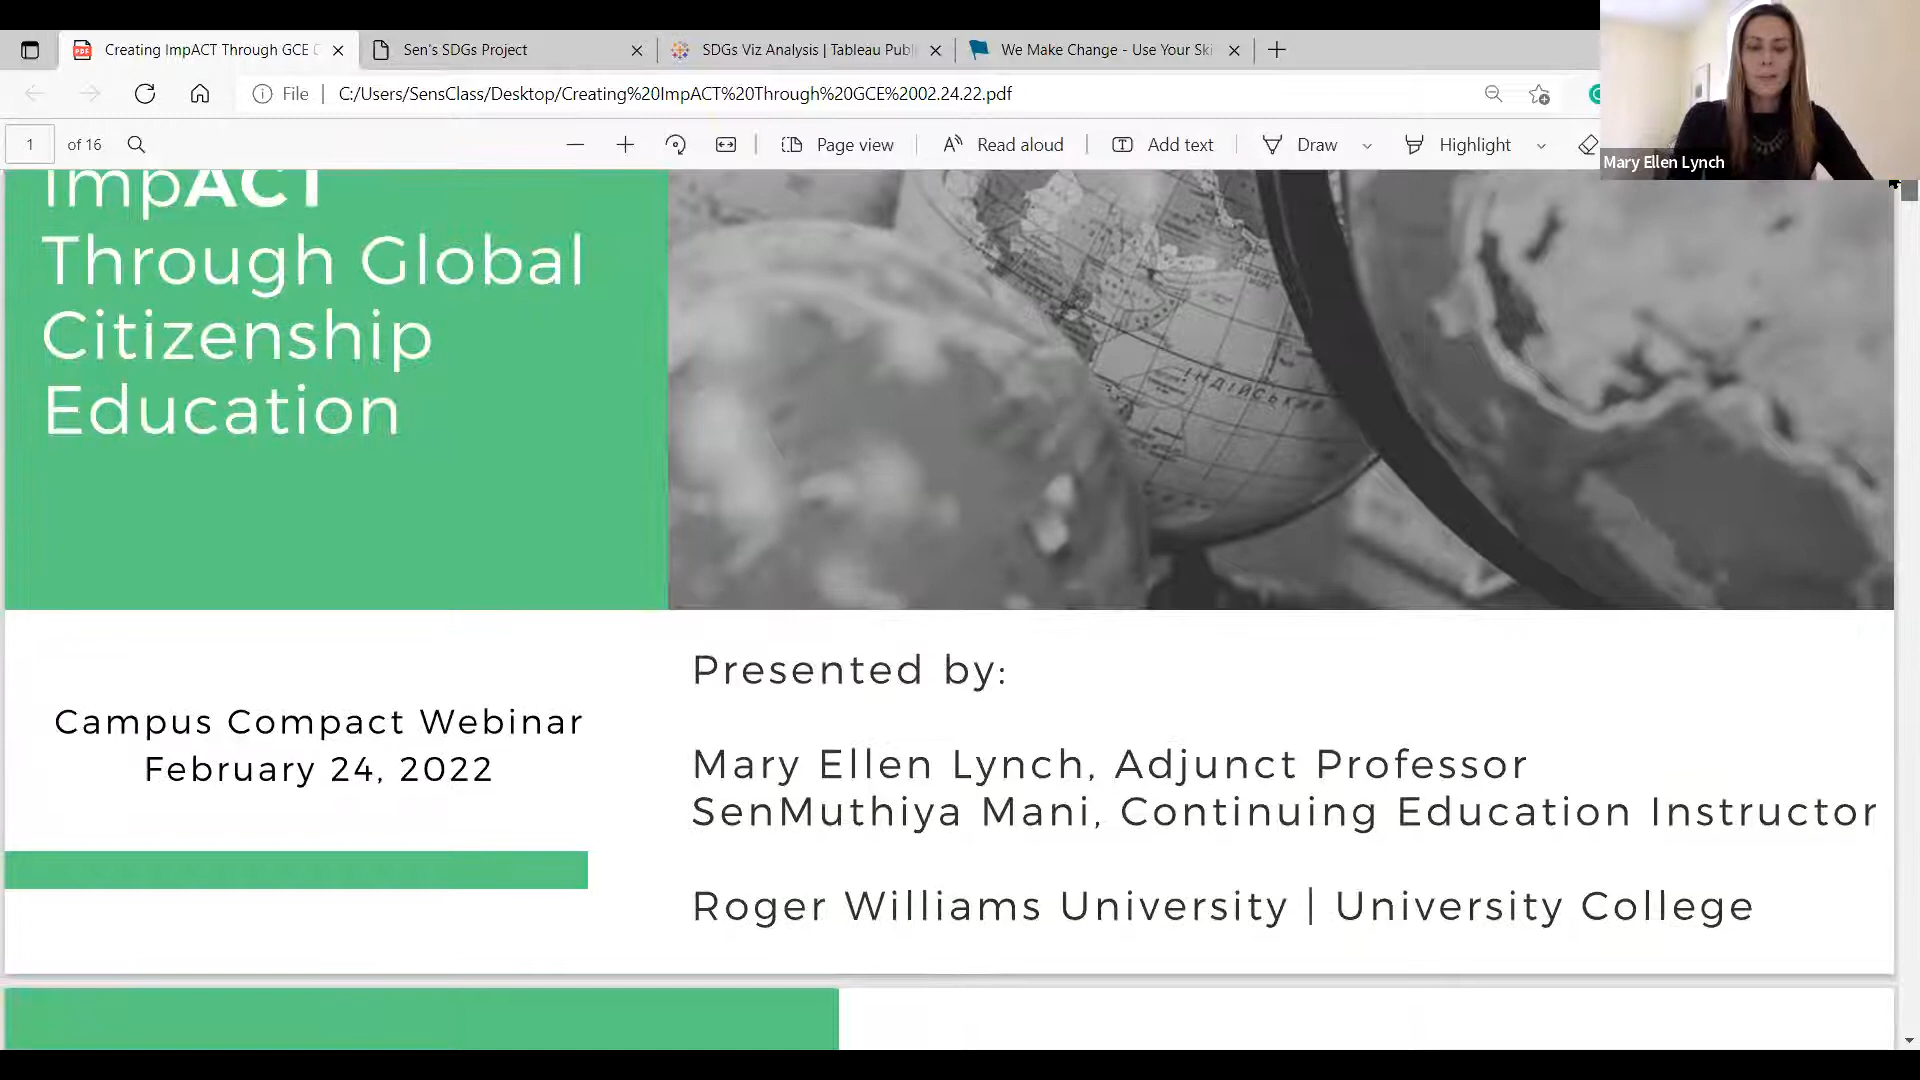 Creating ImpACT Through GCE
Sen's SDGs Project
SDGs Viz Analysis | Tableau Publ
We Make Change - Use Your Ski
File
C:/Users/SensClass/Desktop/Creating%20ImpACT%20Through%20GCE%2002.24.22.pdf
1 of 16
Page view
Read aloud
Add text
Draw
Highlight
Mary Ellen Lynch
ImpACT
Through Global
Citizenship
Education
ІНДІЙСЬКИЙ
Campus Compact Webinar
February 24, 2022
Presented by:
Mary Ellen Lynch, Adjunct Professor
SenMuthiya Mani, Continuing Education Instructor
Roger Williams University | University College